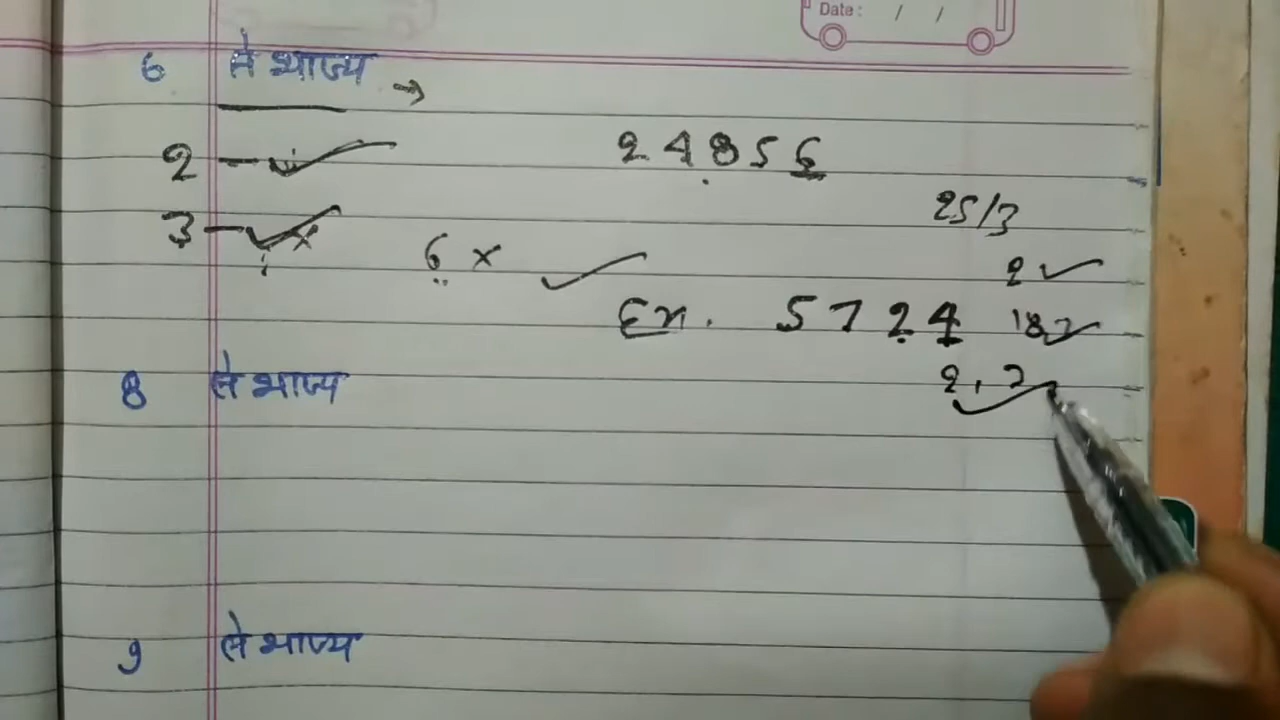 Date : / /
6 से भाज्य →
2 — ✓ 24856
25/3
3 — ✓ × 6 × ✓ 2 ✓
Ex. 5724 18 ✓
2, 3 ✓
8 से भाज्य
9 से भाज्य